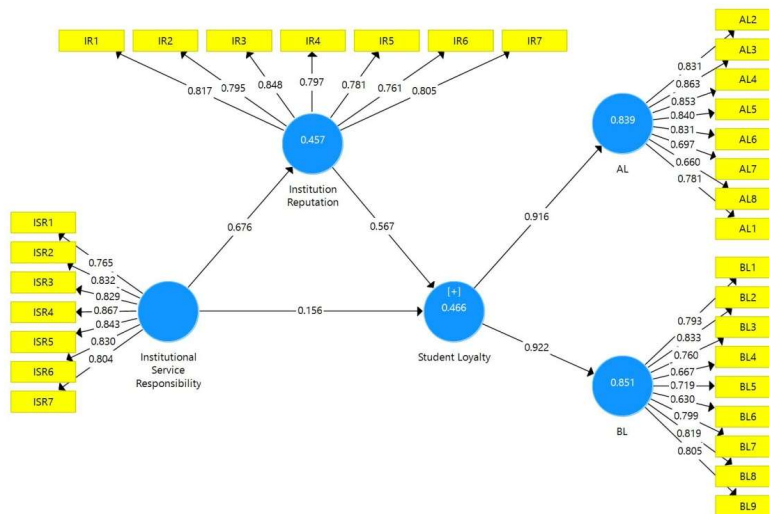 IR1 IR2 IR3 IR4 IR5 IR6 IR7
0.817 0.795 0.848 0.797 0.781 0.761 0.805
0.457
Institution
Reputation
0.676
0.567
ISR1
ISR2
ISR3
ISR4
ISR5
ISR6
ISR7
0.765
0.832
0.829
0.867
0.843
0.830
0.804
Institutional
Service
Responsibility
0.156
[+]
0.466
Student Loyalty
0.916
0.922
0.839
AL
0.831
0.863
0.853
0.840
0.831
0.697
0.660
0.781
AL2
AL3
AL4
AL5
AL6
AL7
AL8
AL1
0.851
BL
0.793
0.833
0.760
0.667
0.719
0.630
0.799
0.819
0.805
BL1
BL2
BL3
BL4
BL5
BL6
BL7
BL8
BL9